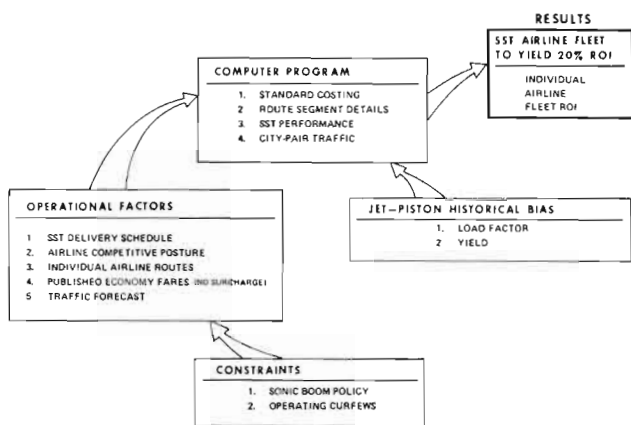 RESULTS
SST AIRLINE FLEET
TO YIELD 20% ROI
INDIVIDUAL
AIRLINE
FLEET ROI
COMPUTER PROGRAM
1. STANDARD COSTING
2 ROUTE SEGMENT DETAILS
3. SST PERFORMANCE
4. CITY-PAIR TRAFFIC
OPERATIONAL FACTORS
1 SST DELIVERY SCHEDULE
2. AIRLINE COMPETITIVE POSTURE
3. INDIVIDUAL AIRLINE ROUTES
4. PUBLISHED ECONOMY FARES (NO SURCHARGE)
5 TRAFFIC FORECAST
JET-PISTON HISTORICAL BIAS
1. LOAD FACTOR
2 YIELD
CONSTRAINTS
1. SONIC BOOM POLICY
2. OPERATING CURFEWS